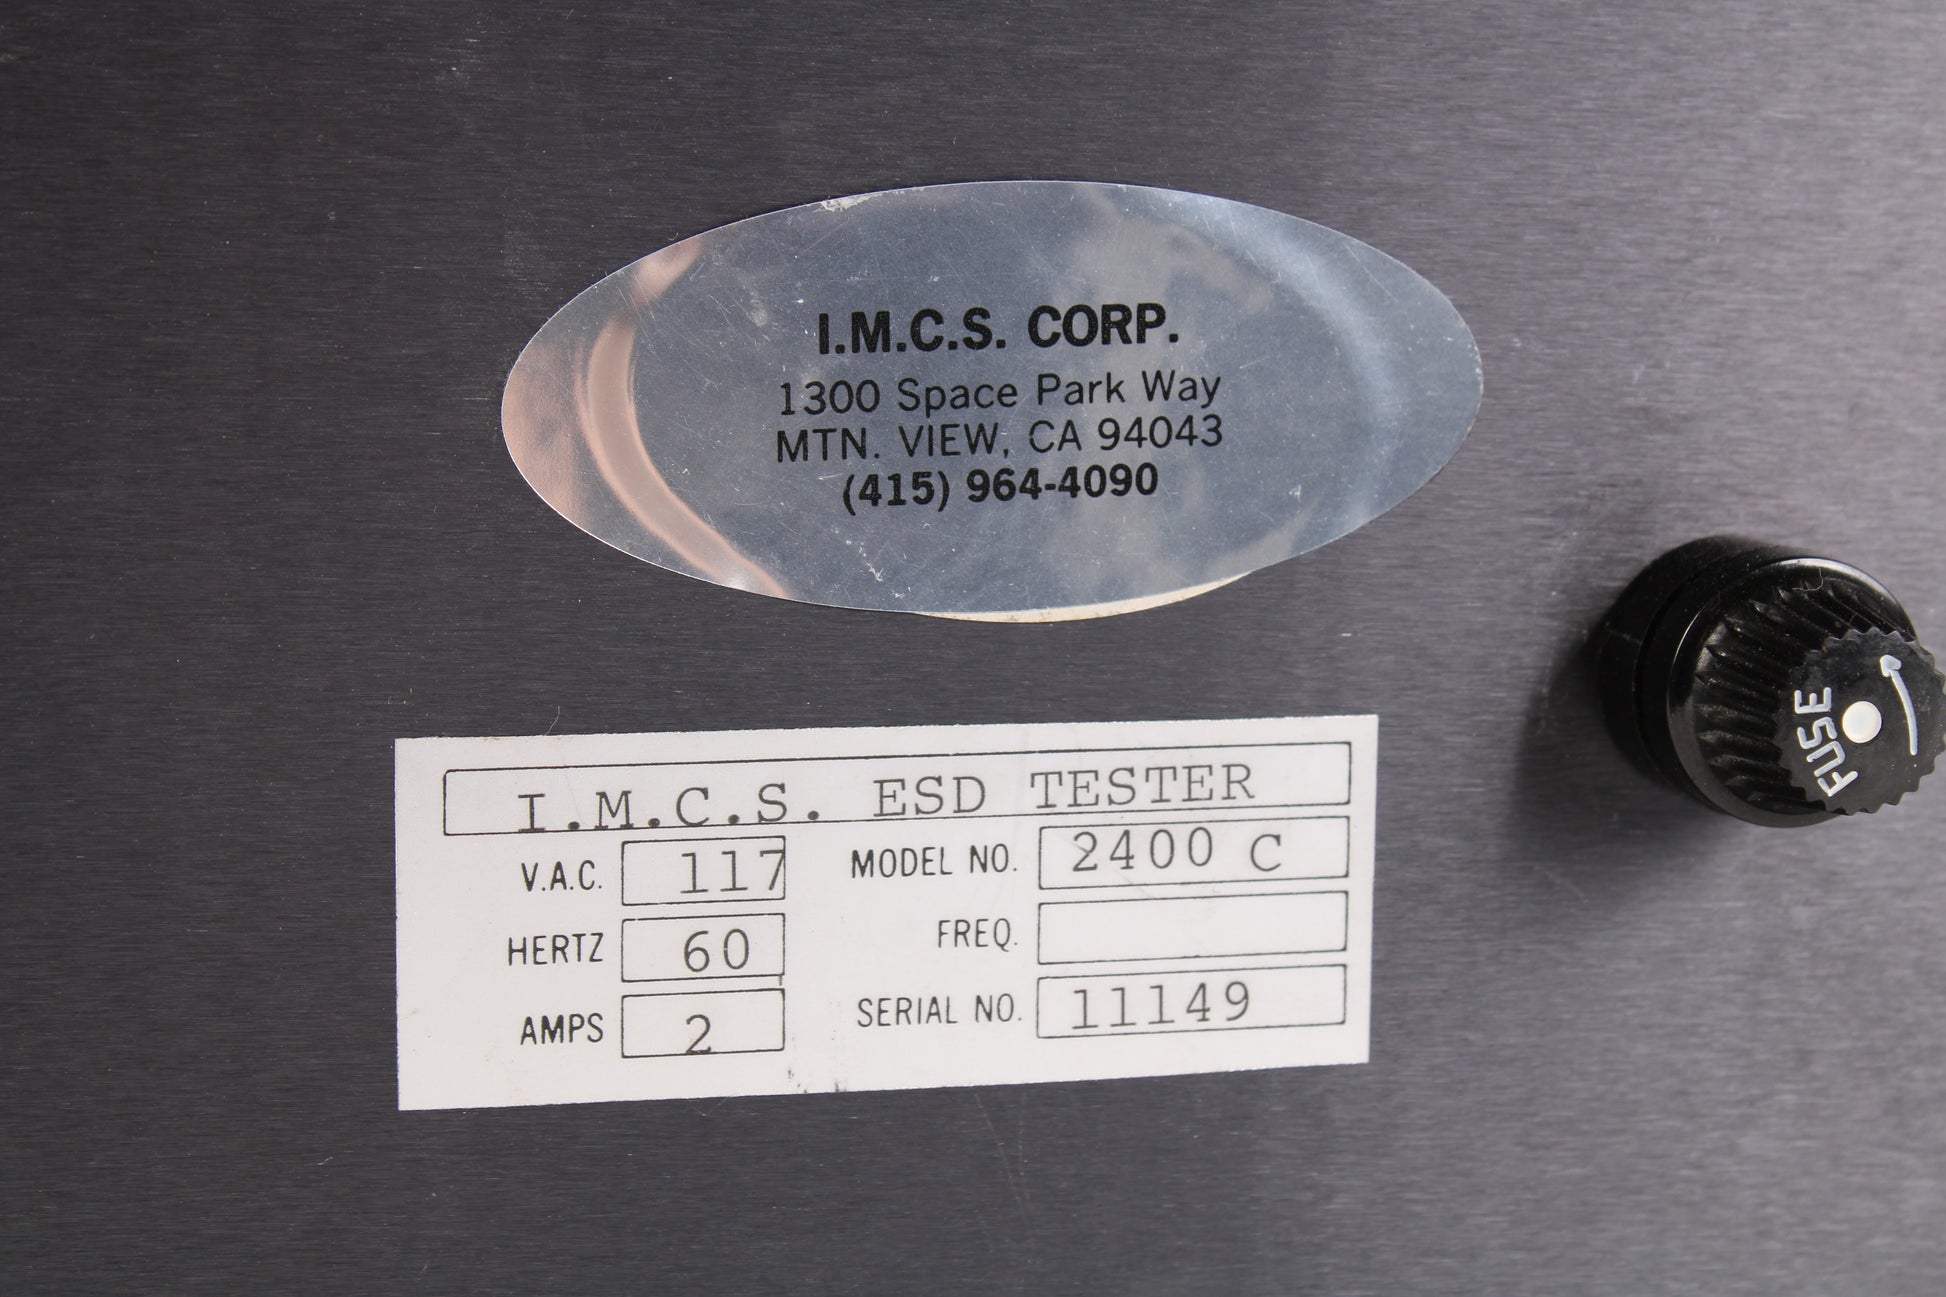 I.M.C.S. CORP.
1300 Space Park Way
MTN. VIEW, CA 94043
(415) 964-4090
FUSE
I.M.C.S. ESD TESTER
V.A.C. 117 MODEL NO. 2400 C
HERTZ 60 FREQ.
AMPS 2 SERIAL NO. 11149